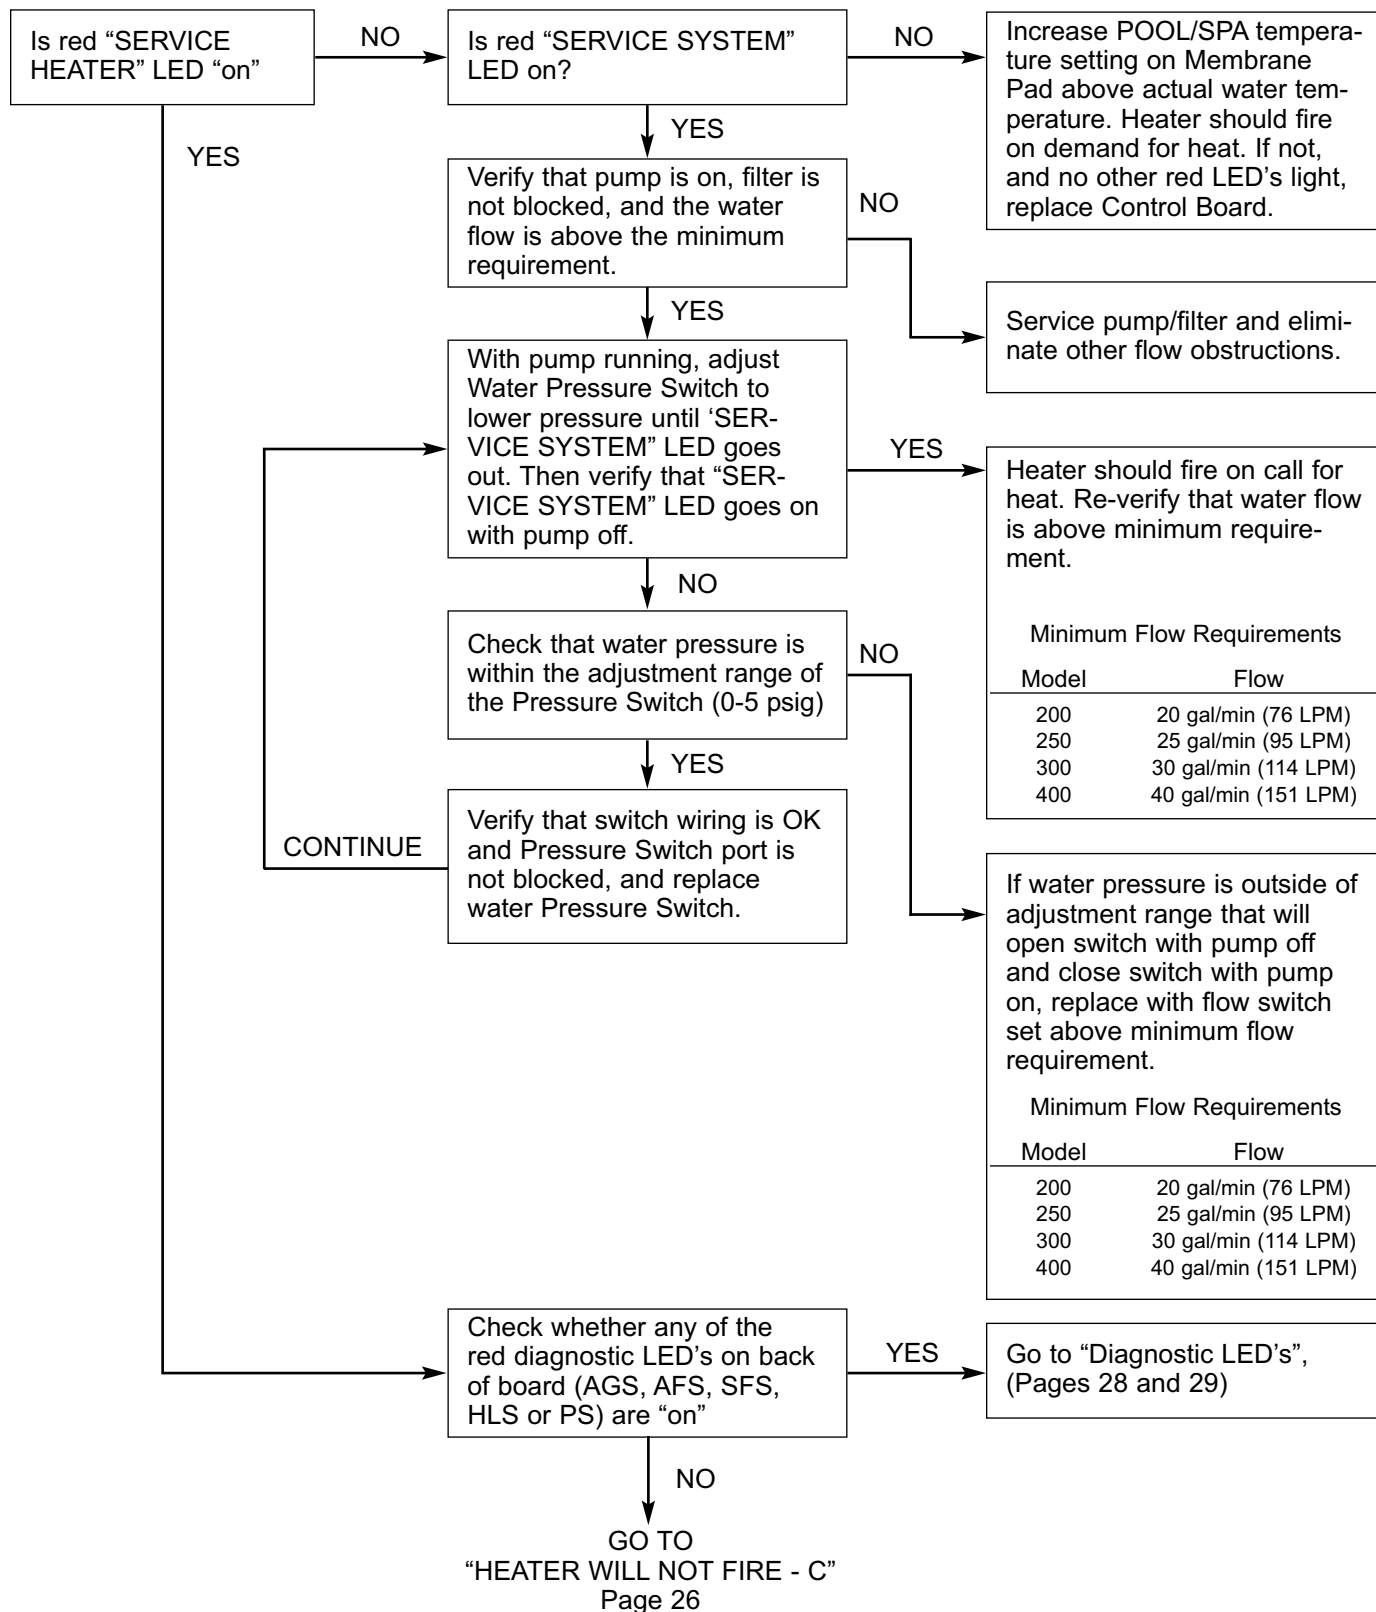 Is red “SERVICE
HEATER” LED “on”
NO
Is red “SERVICE SYSTEM”
LED on?
NO
Increase POOL/SPA tempera-
ture setting on Membrane
Pad above actual water tem-
perature. Heater should fire
on demand for heat. If not,
and no other red LED’s light,
replace Control Board.
YES
YES
Verify that pump is on, filter is
not blocked, and the water
flow is above the minimum
requirement.
NO
Service pump/filter and elimi-
nate other flow obstructions.
YES
With pump running, adjust
Water Pressure Switch to
lower pressure until ‘SER-
VICE SYSTEM” LED goes
out. Then verify that “SER-
VICE SYSTEM” LED goes on
with pump off.
YES
Heater should fire on call for
heat. Re-verify that water flow
is above minimum require-
ment.
Minimum Flow Requirements
Model Flow
200 20 gal/min (76 LPM)
250 25 gal/min (95 LPM)
300 30 gal/min (114 LPM)
400 40 gal/min (151 LPM)
NO
Check that water pressure is
within the adjustment range of
the Pressure Switch (0-5 psig)
NO
YES
Verify that switch wiring is OK
and Pressure Switch port is
not blocked, and replace
water Pressure Switch.
CONTINUE
If water pressure is outside of
adjustment range that will
open switch with pump off
and close switch with pump
on, replace with flow switch
set above minimum flow
requirement.
Minimum Flow Requirements
Model Flow
200 20 gal/min (76 LPM)
250 25 gal/min (95 LPM)
300 30 gal/min (114 LPM)
400 40 gal/min (151 LPM)
Check whether any of the
red diagnostic LED’s on back
of board (AGS, AFS, SFS,
HLS or PS) are “on”
YES
Go to “Diagnostic LED’s”,
(Pages 28 and 29)
NO
GO TO
“HEATER WILL NOT FIRE - C”
Page 26